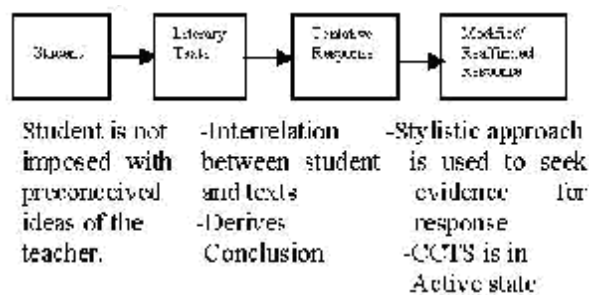 Student
Literary
Texts
Tentative
Response
Modified/
Reaffirmed
Response
Student is not
imposed with
preconceived
ideas of the
teacher.
-Interrelation
between student
and texts
-Derives
Conclusion
-Stylistic approach
is used to seek
evidence for
response
-CCTS is in
Active state